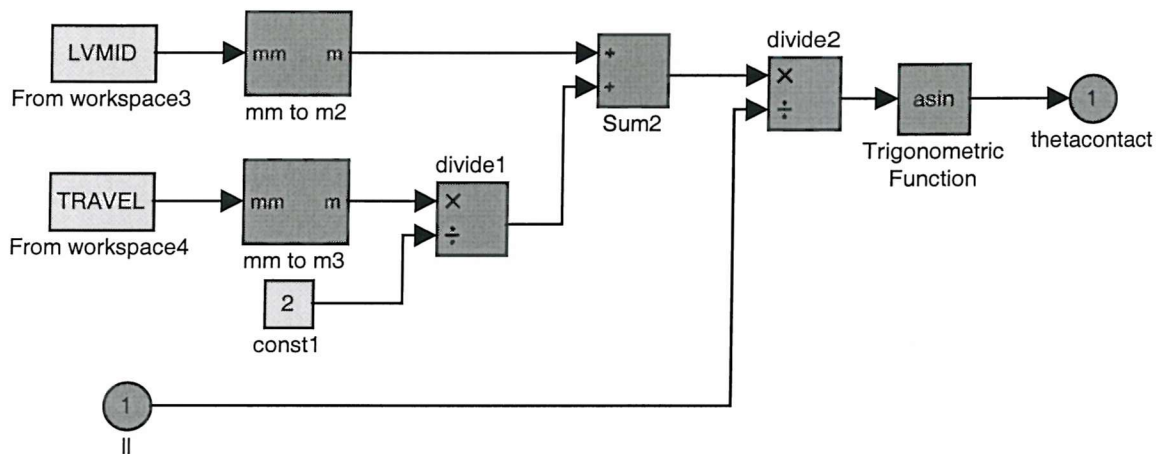 LVMID
From workspace3
mm m
mm to m2
+
+
Sum2
divide2
×
÷
asin
Trigonometric
Function
1
thetacontact
TRAVEL
From workspace4
mm m
mm to m3
divide1
×
÷
2
const1
1
ll